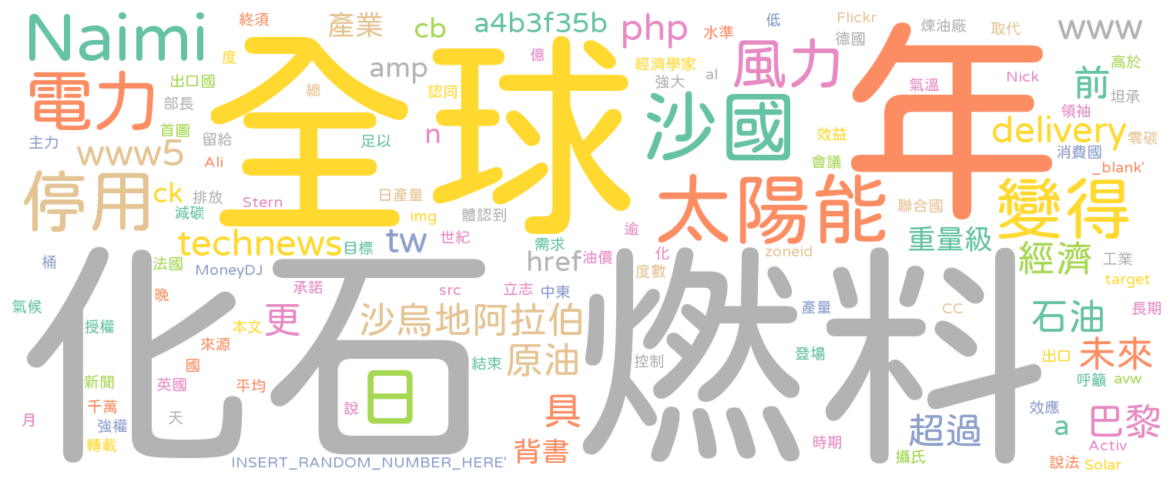 Naimi
終須
產業
cb
a4b3f35b
php
水準
低
Flickr
煉油廠
取代
www
德國
度
億
經濟學家
高於
出口國
總
amp
認同
強大
al
風力
氣溫
Nick
前
坦承
電力
部長
全球
沙國
年
領袖
首圖
主力
留給
足以
n
效益
delivery
零碳
www5
Ali
會議
消費國
_blank'
停用
ck
排放
Stern
日產量
太陽能
聯合國
變得
減碳
img
體認到
逾
technews
目標
tw
世紀
需求
油價
化
zoneid
重量級
桶
法國
MoneyDJ
href
度數
經濟
工業
承諾
src
立志
中東
target
氣候
晚
化石燃料
產量
CC
長期
授權
本文
更
沙烏地阿拉伯
石油
來源
國
結束
原油
控制
登場
出口
未來
新聞
英國
平均
日
呼籲
avw
千萬
月
強權
天
說
具
效應
轉載
背書
時期
超過
a
巴黎
Activ
INSERT_RANDOM_NUMBER_HERE'
攝氏
說法
Solar